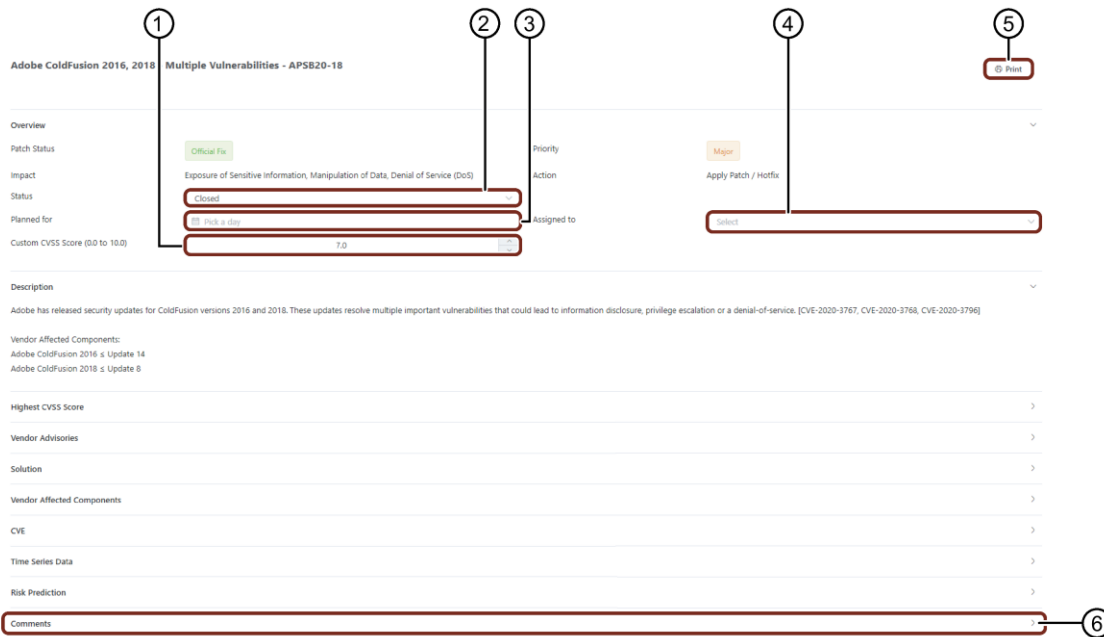 1 2 3 4 5
Adobe ColdFusion 2016, 2018 - Multiple Vulnerabilities - APSB20-18
Print
Overview
Patch Status Official Fix Priority Major
Impact Exposure of Sensitive Information, Manipulation of Data, Denial of Service (DoS) Action Apply Patch / Hotfix
Status Closed
Planned for Pick a day Assigned to Select
Custom CVSS Score (0.0 to 10.0) 7.0
Description
Adobe has released security updates for ColdFusion versions 2016 and 2018. These updates resolve multiple important vulnerabilities that could lead to information disclosure, privilege escalation or a denial-of-service. [CVE-2020-3767, CVE-2020-3768, CVE-2020-3796]
Vendor Affected Components:
Adobe ColdFusion 2016 ≤ Update 14
Adobe ColdFusion 2018 ≤ Update 8
Highest CVSS Score
Vendor Advisories
Solution
Vendor Affected Components
CVE
Time Series Data
Risk Prediction
Comments 6